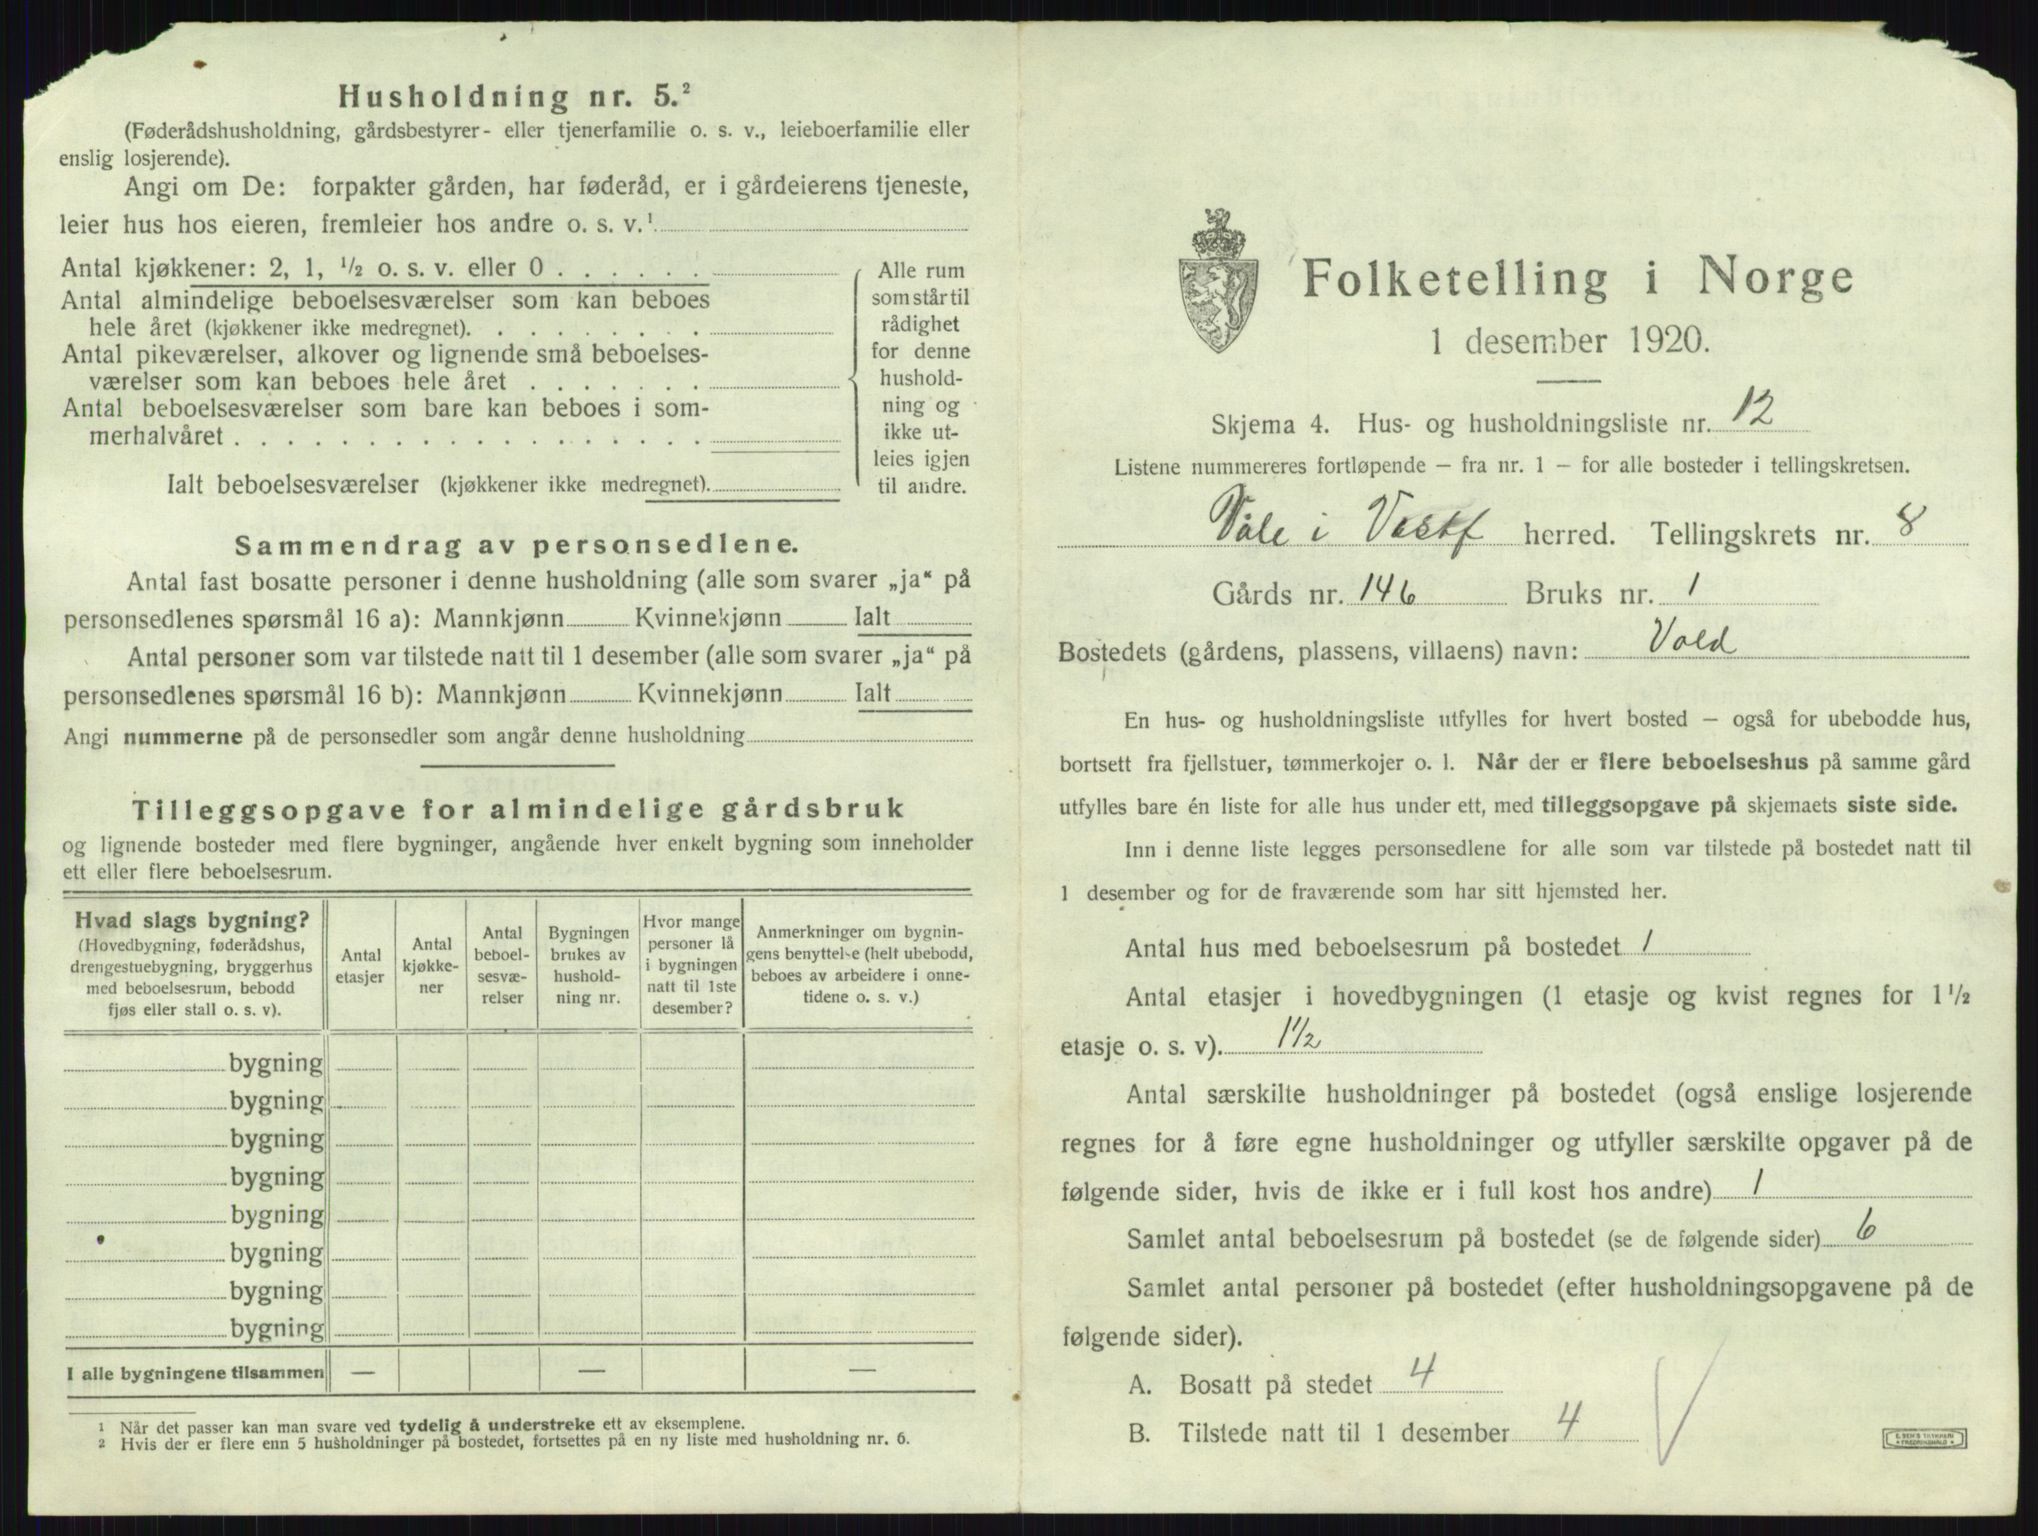 Husholdning nr. 5.²
(Føderådshusholdning, gårdsbestyrer- eller tjenerfamilie o. s. v., leieboerfamilie eller
enslig losjerende).
Angi om De: forpakter gården, har føderåd, er i gårdeierens tjeneste,
leier hus hos eieren, fremleier hos andre o. s. v.¹
Antal kjøkkener: 2, 1, ½ o. s. v. eller 0 . . . . . .
Antal almindelige beboelsesværelser som kan beboes
hele året (kjøkkener ikke medregnet). . . . . . . . .
Antal pikeværelser, alkover og lignende små beboelses-
værelser som kan beboes hele året . . . . . . .
Antal beboelsesværelser som bare kan beboes i som-
merhalvåret . . . . . . . . . . . . . . . . . .
Ialt beboelsesværelser (kjøkkener ikke medregnet).
Alle rum
som står til
rådighet
for denne
hushold-
ning og
ikke ut-
leies igjen
til andre.
Sammendrag av personsedlene.
Antal fast bosatte personer i denne husholdning (alle som svarer „ja“ på
personsedlenes spørsmål 16 a): Mannkjønn Kvinnekjønn Ialt
Antal personer som var tilstede natt til 1 desember (alle som svarer „ja“ på
personsedlenes spørsmål 16 b): Mannkjønn Kvinnekjønn Ialt
Angi nummerne på de personsedler som angår denne husholdning
Tilleggsopgave for almindelige gårdsbruk
og lignende bosteder med flere bygninger, angående hver enkelt bygning som inneholder
ett eller flere beboelsesrum.
Hvad slags bygning?
(Hovedbygning, føderådshus,
drengestuebygning, bryggerhus
med beboelsesrum, bebodd
fjøs eller stall o. s. v).
Antal
etasjer
Antal
kjøkke-
ner
Antal
beboel-
sesvæ-
relser
Bygningen
brukes av
hushold-
ning nr.
Hvor mange
personer lå
i bygningen
natt til 1ste
desember?
Anmerkninger om bygnin-
gens benyttelse (helt ubebodd,
beboes av arbeidere i onne-
tidene o. s. v.)
bygning
bygning
bygning
bygning
bygning
bygning
bygning
bygning
I alle bygningene tilsammen — — —
¹ Når det passer kan man svare ved tydelig å understreke ett av eksemplene.
² Hvis der er flere enn 5 husholdninger på bostedet, fortsettes på en ny liste med husholdning nr. 6.
Folketelling i Norge
1 desember 1920.
Skjema 4. Hus- og husholdningsliste nr. 12
Listene nummereres fortløpende — fra nr. 1 — for alle bosteder i tellingskretsen.
Våle i Vestf herred. Tellingskrets nr. 8
Gårds nr. 146 Bruks nr. 1
Bostedets (gårdens, plassens, villaens) navn: Vold
En hus- og husholdningsliste utfylles for hvert bosted — også for ubebodde hus,
bortsett fra fjellstuer, tømmerkojer o. l. Når der er flere beboelseshus på samme gård
utfylles bare én liste for alle hus under ett, med tilleggsopgave på skjemaets siste side.
Inn i denne liste legges personsedlene for alle som var tilstede på bostedet natt til
1 desember og for de fraværende som har sitt hjemsted her.
Antal hus med beboelsesrum på bostedet 1
Antal etasjer i hovedbygningen (1 etasje og kvist regnes for 1½
etasje o. s. v). 1½
Antal særskilte husholdninger på bostedet (også enslige losjerende
regnes for å føre egne husholdninger og utfyller særskilte opgaver på de
følgende sider, hvis de ikke er i full kost hos andre) 1
Samlet antal beboelsesrum på bostedet (se de følgende sider) 6
Samlet antal personer på bostedet (efter husholdningsopgavene på de
følgende sider).
A. Bosatt på stedet 4
B. Tilstede natt til 1 desember 4